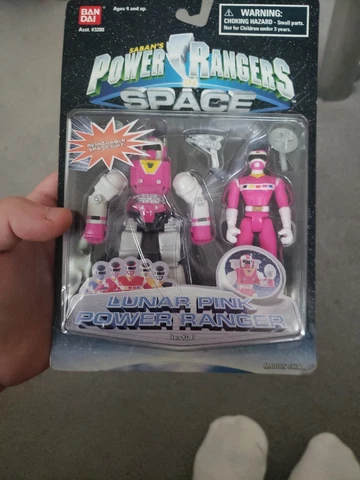 BAN
DAI
Ages 4 and up.
Asst. #3200
WARNING:
CHOKING HAZARD - Small parts.
Not for Children under 3 years.
SABAN'S
POWER RANGERS
IN
SPACE
LUNAR PINK
POWER RANGER